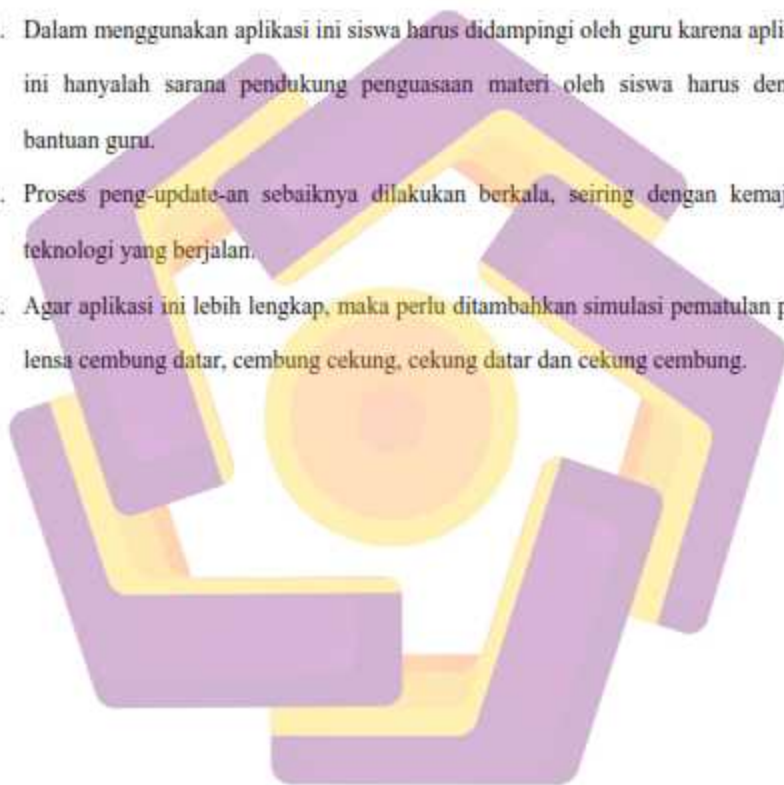 . Dalam menggunakan aplikasi ini siswa harus didampingi oleh guru karena apli
ini hanyalah sarana pendukung penguasaan materi oleh siswa harus den
bantuan guru.
. Proses peng-update-an sebaiknya dilakukan berkala, seiring dengan kemaj
teknologi yang berjalan.
. Agar aplikasi ini lebih lengkap, maka perlu ditambahkan simulasi pematulan p
lensa cembung datar, cembung cekung, cekung datar dan cekung cembung.